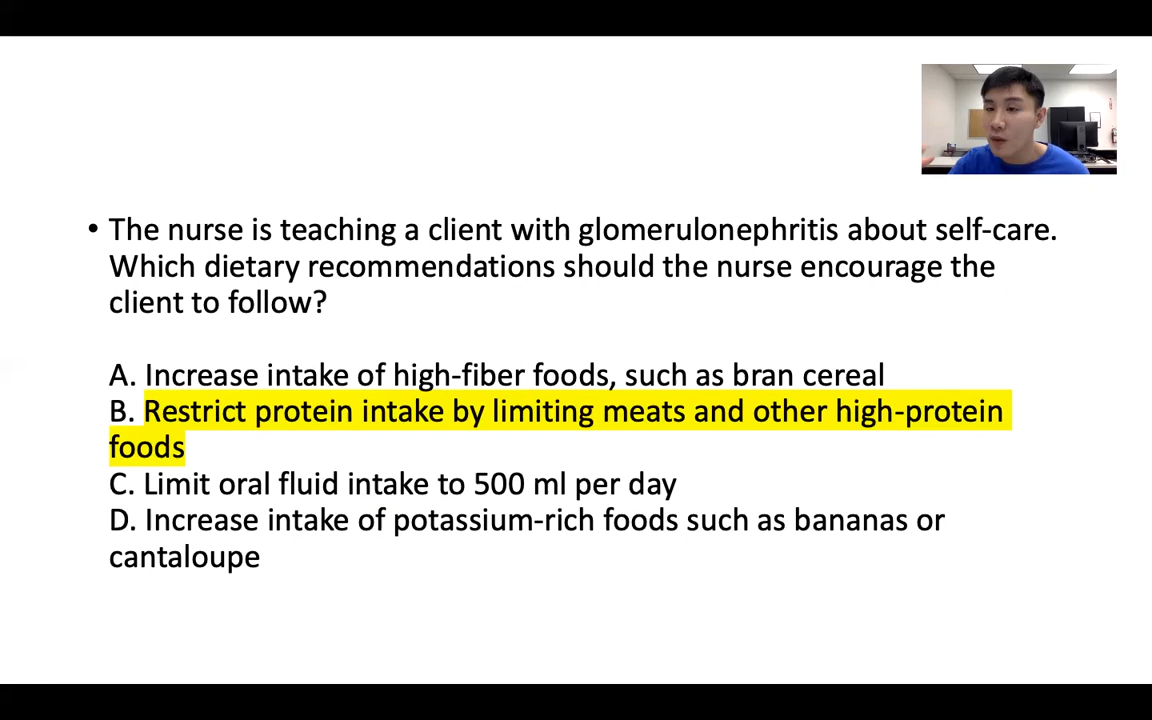 • The nurse is teaching a client with glomerulonephritis about self-care.
Which dietary recommendations should the nurse encourage the
client to follow?
A. Increase intake of high-fiber foods, such as bran cereal
B. Restrict protein intake by limiting meats and other high-protein
foods
C. Limit oral fluid intake to 500 ml per day
D. Increase intake of potassium-rich foods such as bananas or
cantaloupe